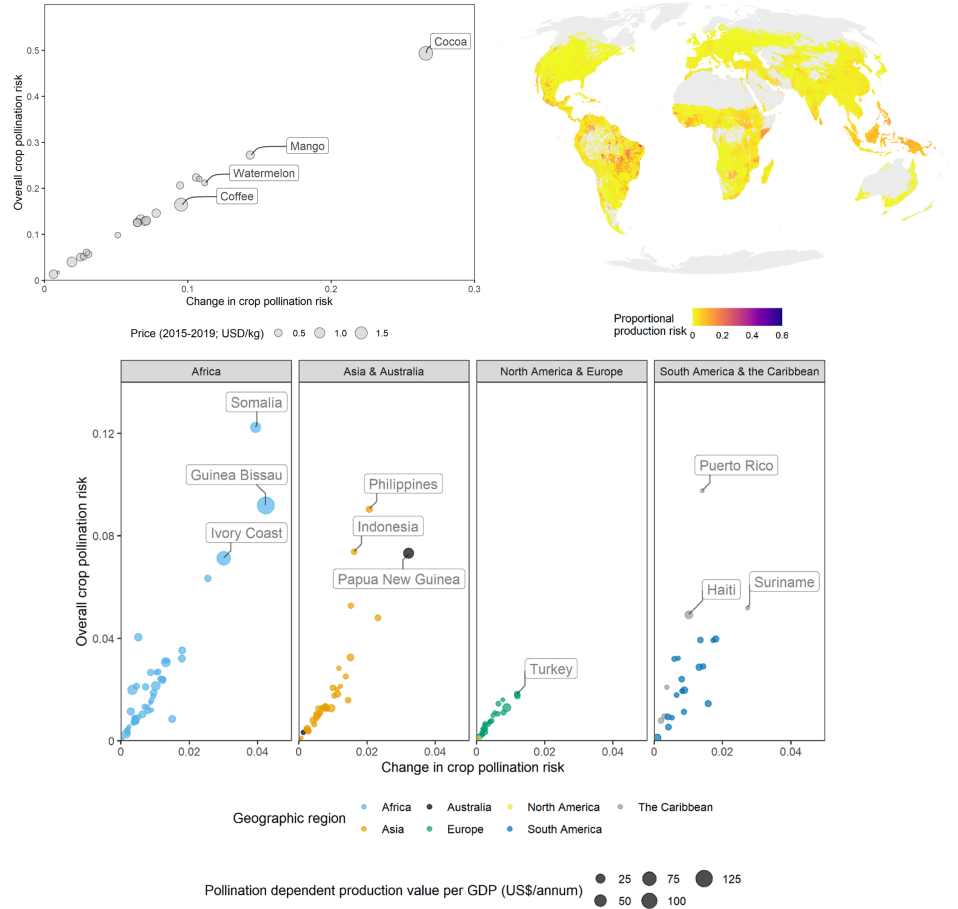 Overall crop pollination risk
0.5
0.4
0.3
0.2
0.1
0
Cocoa
Mango
Watermelon
Coffee
0
0.1
0.2
0.3
Change in crop pollination risk
Price (2015-2019; USD/kg) 0.5 1.0 1.5
Proportional
production risk
0 0.2 0.4 0.6
Africa
Asia & Australia
North America & Europe
South America & the Caribbean
Overall crop pollination risk
0.12
0.08
0.04
0
Somalia
Guinea Bissau
Ivory Coast
Philippines
Indonesia
Papua New Guinea
Turkey
Puerto Rico
Haiti
Suriname
0 0.02 0.04
0 0.02 0.04
0 0.02 0.04
0 0.02 0.04
Change in crop pollination risk
Geographic region
Africa Australia North America The Caribbean
Asia Europe South America
Pollination dependent production value per GDP (US$/annum)
25 75 125
50 100